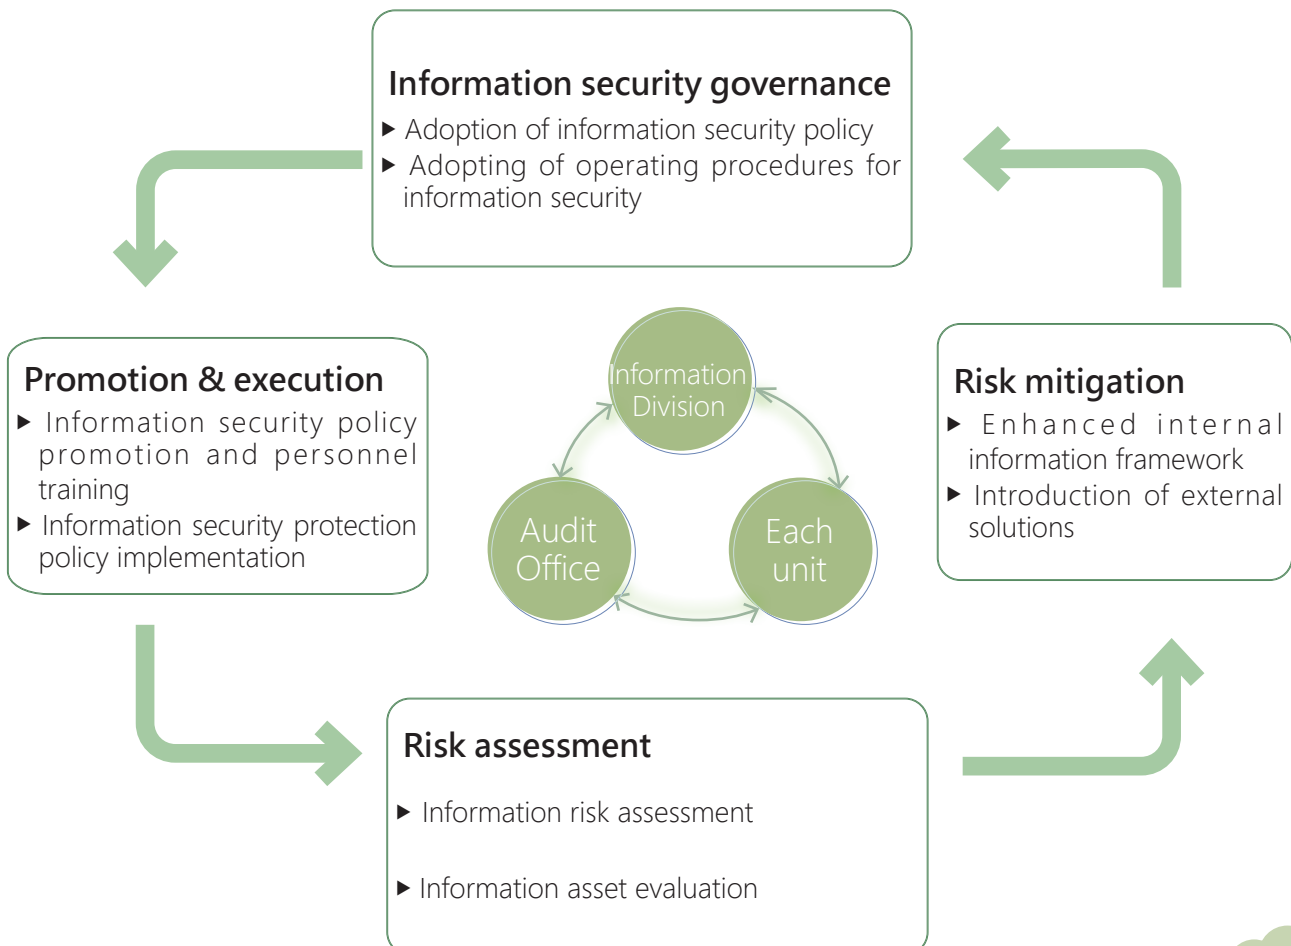 Information security governance
▶ Adoption of information security policy
▶ Adopting of operating procedures for
information security
Promotion & execution
▶ Information security policy
promotion and personnel
training
▶ Information security protection
policy implementation
Information
Division
Audit
Office
Each
unit
Risk mitigation
▶ Enhanced internal
information framework
▶ Introduction of external
solutions
Risk assessment
▶ Information risk assessment
▶ Information asset evaluation